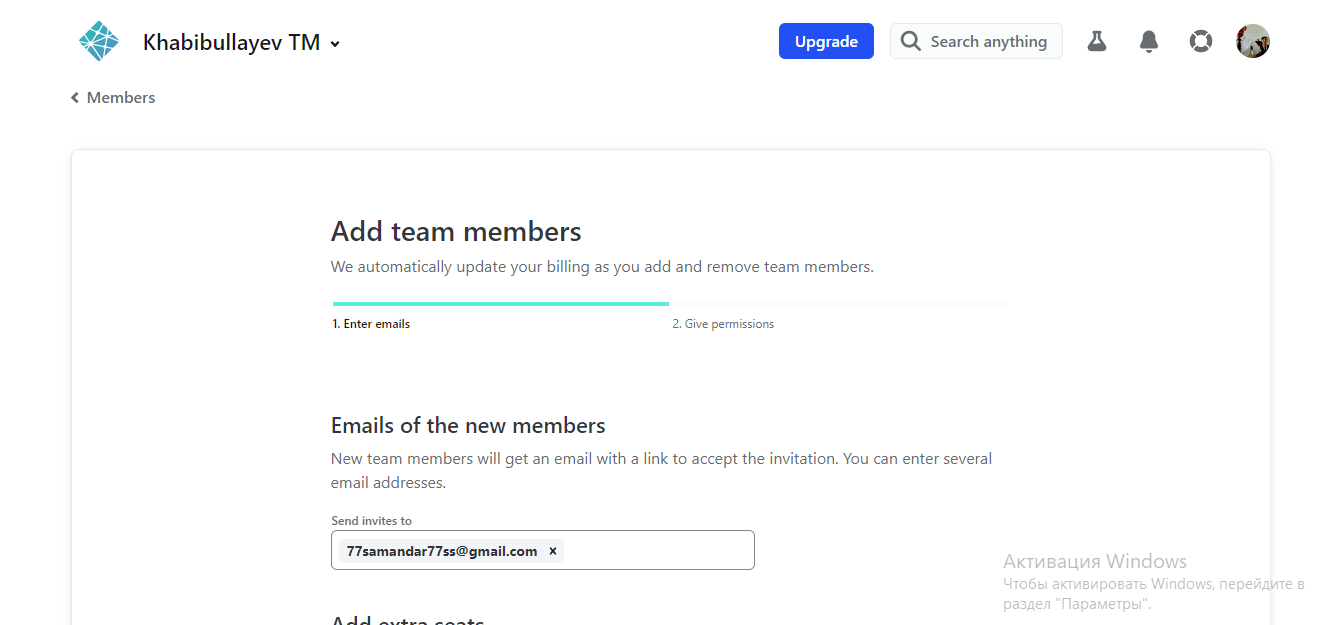 Khabibullayev TM
Upgrade
Search anything
Members
Add team members
We automatically update your billing as you add and remove team members.
1. Enter emails
2. Give permissions
Emails of the new members
New team members will get an email with a link to accept the invitation. You can enter several
email addresses.
Send invites to
77samandar77ss@gmail.com ×
Активация Windows
Чтобы активировать Windows, перейдите в
раздел "Параметры".
Add extra seats